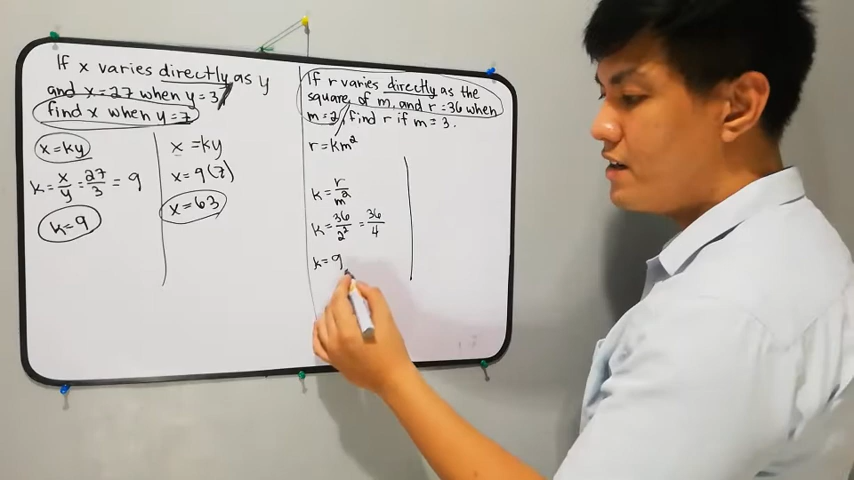 If x varies directly as y
and x = 27 when y = 3,
find x when y = 7
x = ky
k = x/y = 27/3 = 9
k = 9
x = ky
x = 9(7)
x = 63
If r varies directly as the
square of m, and r = 36 when
m = 2, find r if m = 3.
r = km²
k = r/m²
k = 36/2² = 36/4
k = 9